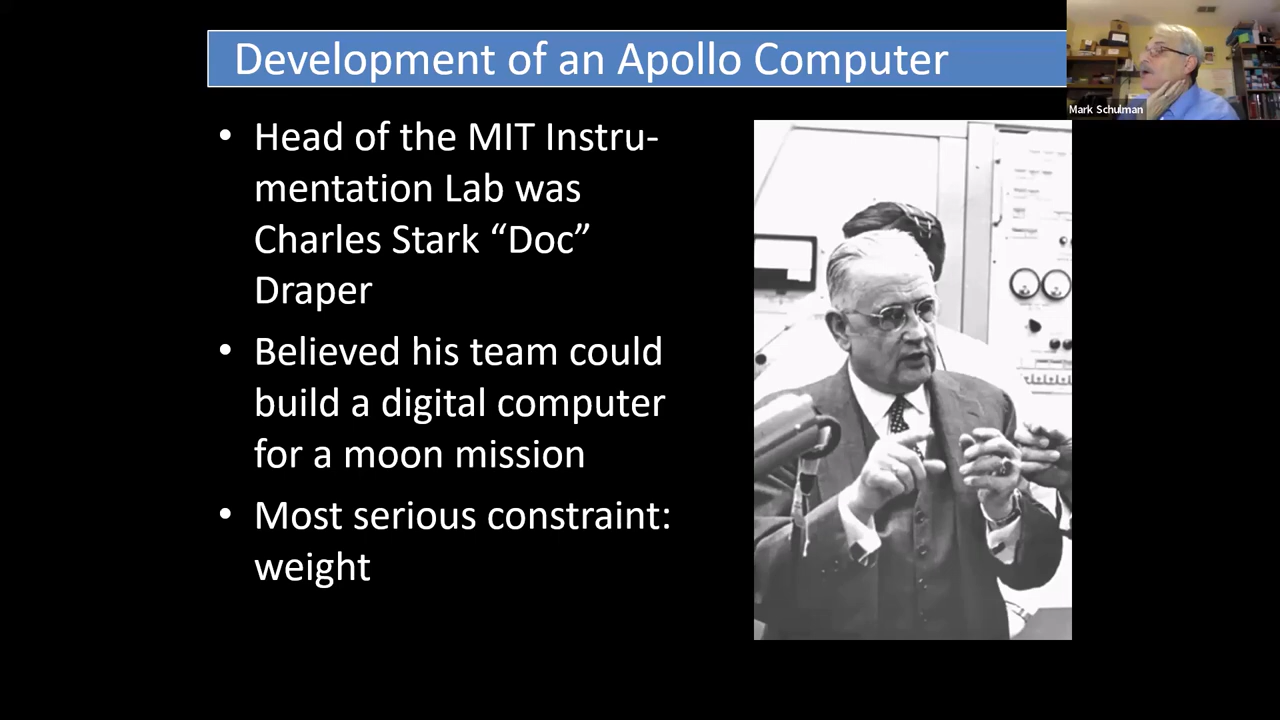 Development of an Apollo Computer
Mark Schulman
• Head of the MIT Instru-
mentation Lab was
Charles Stark “Doc”
Draper
• Believed his team could
build a digital computer
for a moon mission
• Most serious constraint:
weight